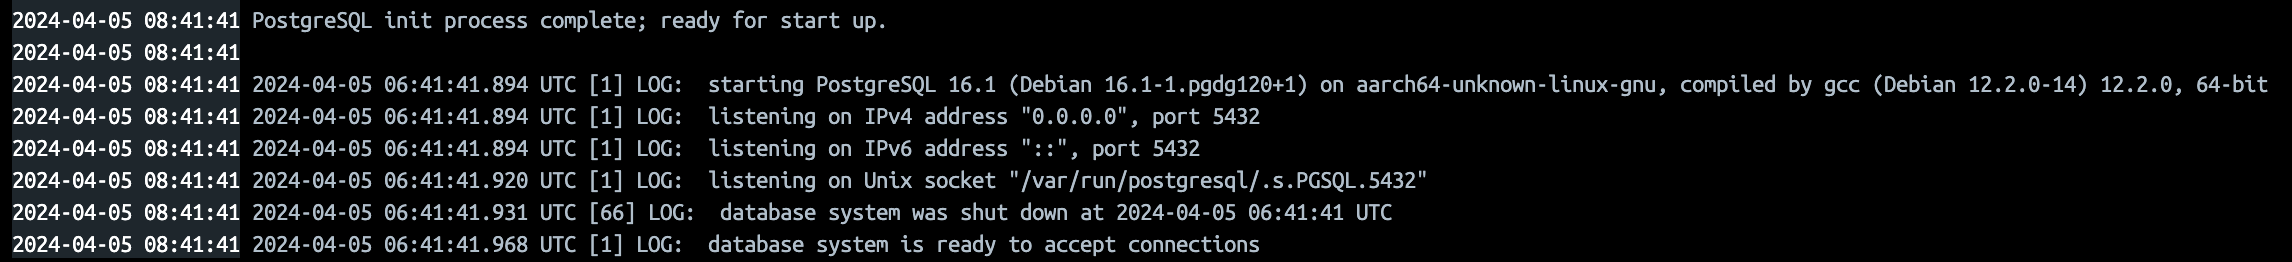 2024-04-05 08:41:41 PostgreSQL init process complete; ready for start up.
2024-04-05 08:41:41
2024-04-05 08:41:41 2024-04-05 06:41:41.894 UTC [1] LOG:  starting PostgreSQL 16.1 (Debian 16.1-1.pgdg120+1) on aarch64-unknown-linux-gnu, compiled by gcc (Debian 12.2.0-14) 12.2.0, 64-bit
2024-04-05 08:41:41 2024-04-05 06:41:41.894 UTC [1] LOG:  listening on IPv4 address "0.0.0.0", port 5432
2024-04-05 08:41:41 2024-04-05 06:41:41.894 UTC [1] LOG:  listening on IPv6 address "::", port 5432
2024-04-05 08:41:41 2024-04-05 06:41:41.920 UTC [1] LOG:  listening on Unix socket "/var/run/postgresql/.s.PGSQL.5432"
2024-04-05 08:41:41 2024-04-05 06:41:41.931 UTC [66] LOG:  database system was shut down at 2024-04-05 06:41:41 UTC
2024-04-05 08:41:41 2024-04-05 06:41:41.968 UTC [1] LOG:  database system is ready to accept connections